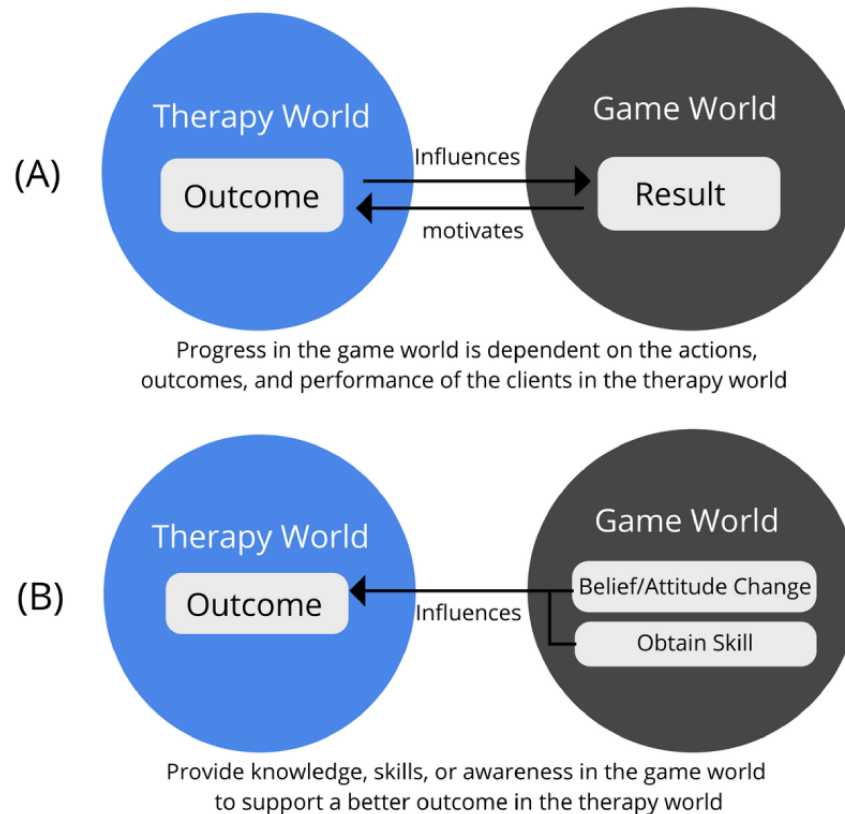 Therapy World
Game World
(A)
Influences
Outcome
Result
motivates
Progress in the game world is dependent on the actions,
outcomes, and performance of the clients in the therapy world
Therapy World
Game World
(B)
Belief/Attitude Change
Outcome
Influences
Obtain Skill
Provide knowledge, skills, or awareness in the game world
to support a better outcome in the therapy world